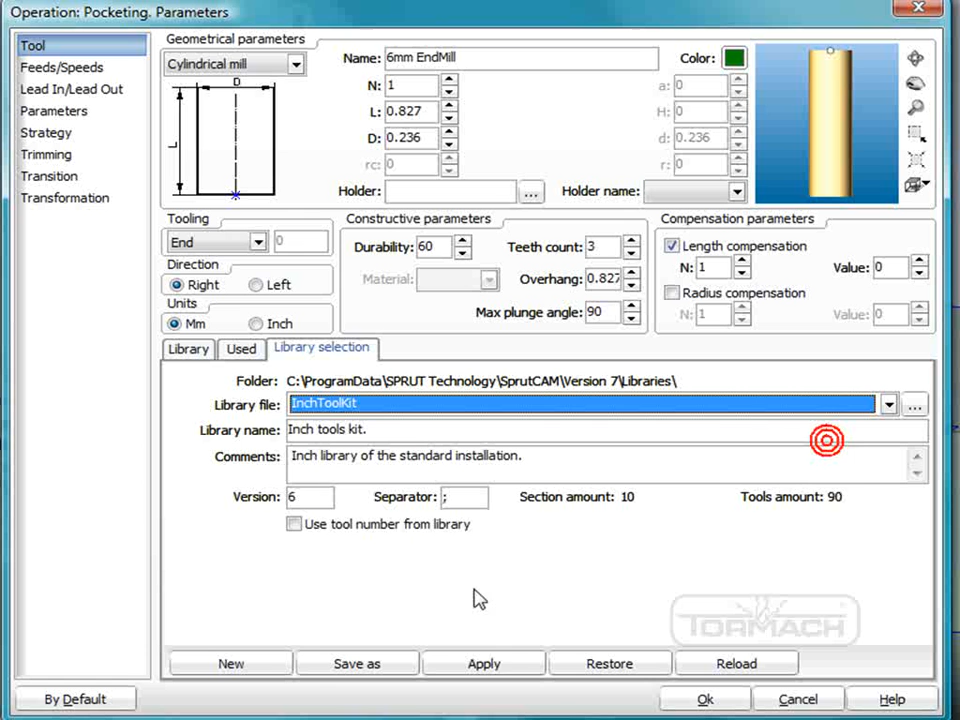 Operation: Pocketing. Parameters
Tool
Feeds/Speeds
Lead In/Lead Out
Parameters
Strategy
Trimming
Transition
Transformation
Geometrical parameters
Cylindrical mill
D
L
Name: 6mm EndMill
Color:
N: 1
a: 0
L: 0.827
H: 0
D: 0.236
d: 0.236
rc: 0
r: 0
Holder: ...
Holder name:
Tooling
End 0
Direction
Right Left
Units
Mm Inch
Constructive parameters
Durability: 60
Teeth count: 3
Material:
Overhang: 0.827
Max plunge angle: 90
Compensation parameters
Length compensation
N: 1
Value: 0
Radius compensation
N: 1
Value: 0
Library Used Library selection
Folder: C:\ProgramData\SPRUT Technology\SprutCAM\Version 7\Libraries\
Library file: InchToolKit ...
Library name: Inch tools kit.
Comments: Inch library of the standard installation.
Version: 6 Separator: ; Section amount: 10 Tools amount: 90
Use tool number from library
TORMACH
New Save as Apply Restore Reload
By Default Ok Cancel Help